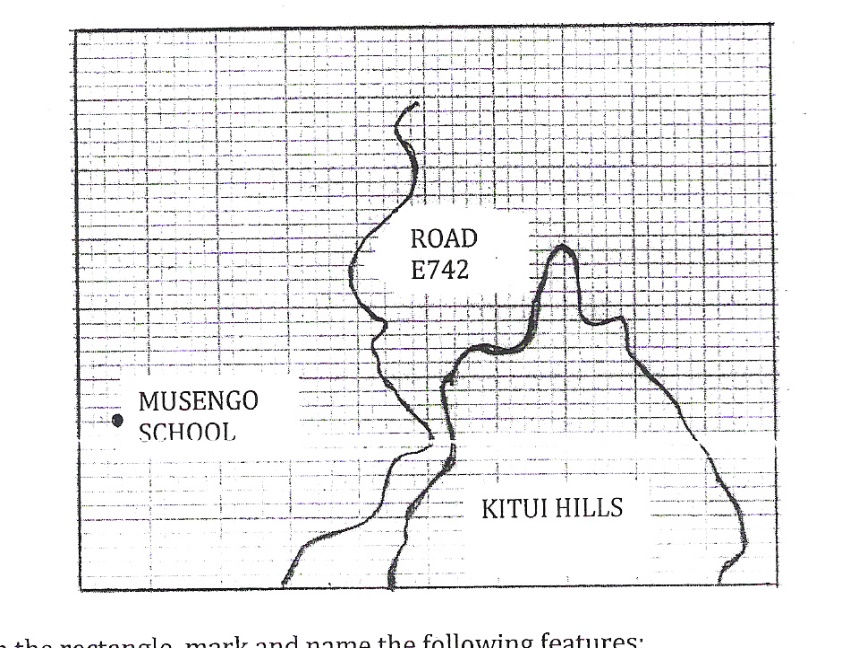 ROAD
E742
MUSENGO
SCHOOL
KITUI HILLS
the rectangle, mark and name the following features: